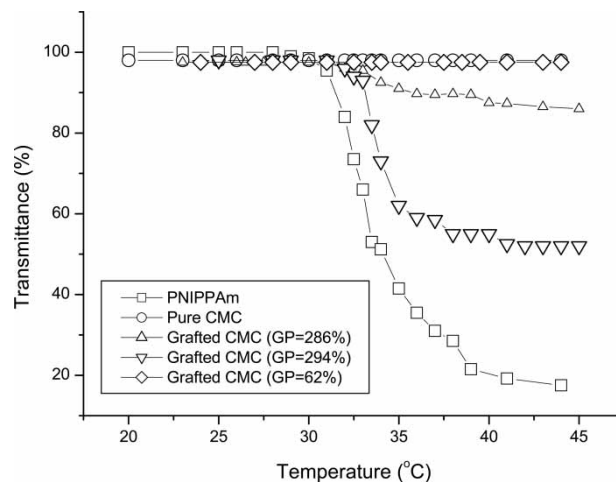 100
80
60
40
20
Transmittance (%)
PNIPPAm
Pure CMC
Grafted CMC (GP=286%)
Grafted CMC (GP=294%)
Grafted CMC (GP=62%)
20 25 30 35 40 45
Temperature (°C)